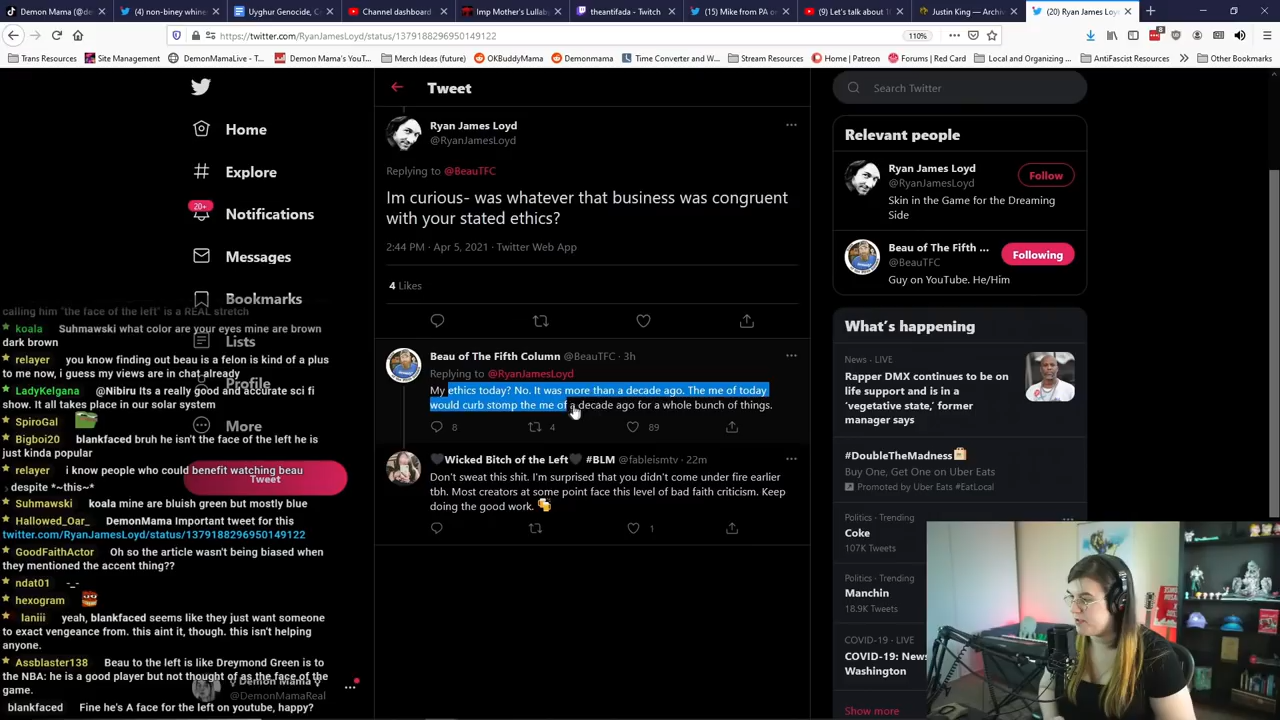 Demon Mama (@de
(4) non-biney whine
Uyghur Genocide, C
Channel dashboard
Imp Mother's Lullab
theantifada - Twitch
(15) Mike from PA on
(9) Let's talk about 10
Justin King — Archiv
(20) Ryan James Loy
https://twitter.com/RyanJamesLoyd/status/1379188296950149122
110%
Trans Resources
Site Management
DemonMamaLive - T...
Demon Mama's YouT...
Merch Ideas (future)
OKBuddyMama
Demonmama
Time Converter and W...
Stream Resources
Home | Patreon
Forums | Red Card
Local and Organizing ...
AntiFascist Resources
Other Bookmarks
Home
Explore
20+
Notifications
Messages
Bookmarks
Lists
Profile
More
Tweet
Demon Mama
@DemonMamaReal
calling him "the face of the left" is a REAL stretch
koala Suhmawski what color are your eyes mine are brown
dark brown
relayer you know finding out beau is a felon is kind of a plus
to me now, i guess my views are in chat already
LadyKelgana @Nibiru Its a really good and accurate sci fi
show. It all takes place in our solar system
SpiroGal
Bigboi20 blankfaced bruh he isn't the face of the left he is
just kinda popular
relayer i know people who could benefit watching beau
despite *~this~*
Suhmawski koala mine are bluish green but mostly blue
Hallowed_Oar_ DemonMama Important tweet for this
twitter.com/RyanJamesLoyd/status/1379188296950149122
GoodFaithActor Oh so the article wasn't being biased when
they mentioned the accent thing??
ndat01 -_-
hexogram
laniii yeah, blankfaced seems like they just want someone
to exact vengeance from. this aint it, though. this isn't helping
anyone.
Assblaster138 Beau to the left is like Dreymond Green is to
the NBA: he is a good player but not thought of as the face of the
game.
blankfaced Fine he's A face for the left on youtube, happy?
Tweet
Ryan James Loyd
@RyanJamesLoyd
Replying to @BeauTFC
Im curious- was whatever that business was congruent
with your stated ethics?
2:44 PM · Apr 5, 2021 · Twitter Web App
4 Likes
Beau of The Fifth Column @BeauTFC · 3h
Replying to @RyanJamesLoyd
My ethics today? No. It was more than a decade ago. The me of today
would curb stomp the me of a decade ago for a whole bunch of things.
8 4 89
Wicked Bitch of the Left #BLM @fableismtv · 22m
Don't sweat this shit. I'm surprised that you didn't come under fire earlier
tbh. Most creators at some point face this level of bad faith criticism. Keep
doing the good work.
1
Search Twitter
Relevant people
Ryan James Loyd
@RyanJamesLoyd
Follow
Skin in the Game for the Dreaming
Side
Beau of The Fifth ...
@BeauTFC
Following
Guy on YouTube. He/Him
What's happening
News · LIVE
Rapper DMX continues to be on
life support and is in a
'vegetative state,' former
manager says
#DoubleTheMadness
Buy One, Get One on Uber Eats
Promoted by Uber Eats #EatLocal
Politics · Trending
Coke
107K Tweets
Politics · Trending
Manchin
18.9K Tweets
COVID-19 · LIVE
COVID-19: New
Washington
Show more